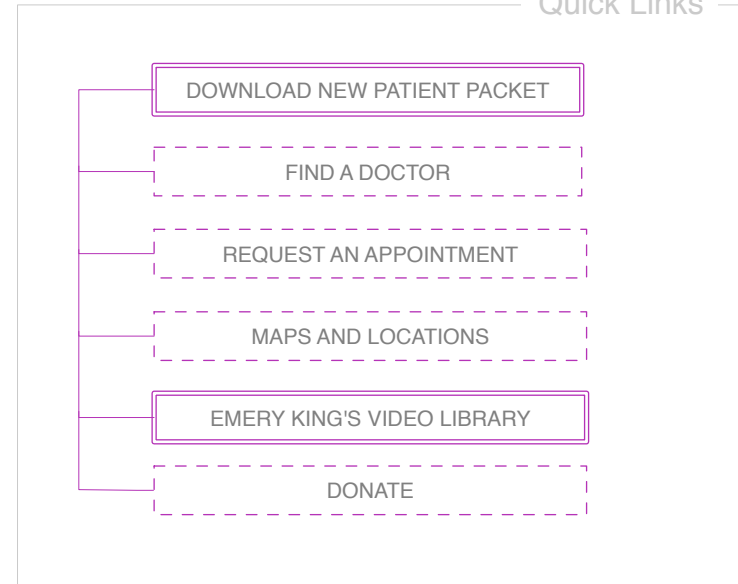 Quick Links
DOWNLOAD NEW PATIENT PACKET
FIND A DOCTOR
REQUEST AN APPOINTMENT
MAPS AND LOCATIONS
EMERY KING'S VIDEO LIBRARY
DONATE